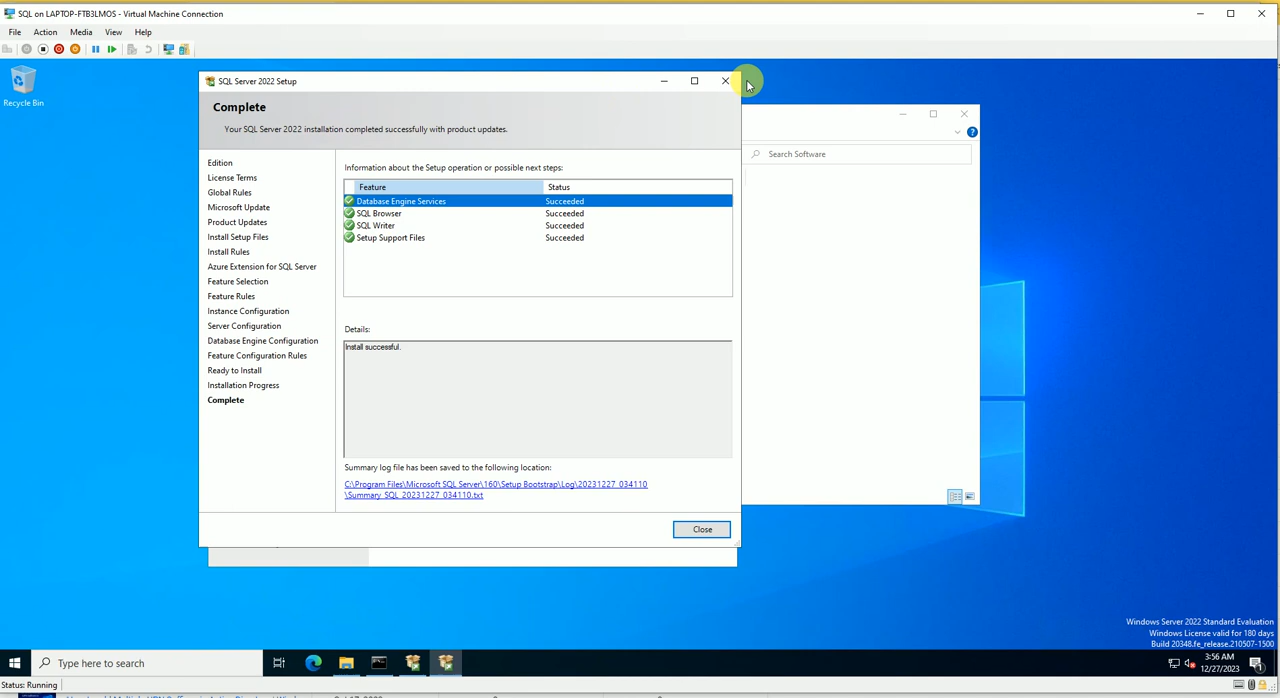 SQL on LAPTOP-FTB3LMOS - Virtual Machine Connection
File Action Media View Help
Recycle Bin
SQL Server 2022 Setup
Complete
Your SQL Server 2022 installation completed successfully with product updates.
Search Software
Edition
License Terms
Global Rules
Microsoft Update
Product Updates
Install Setup Files
Install Rules
Azure Extension for SQL Server
Feature Selection
Feature Rules
Instance Configuration
Server Configuration
Database Engine Configuration
Feature Configuration Rules
Ready to Install
Installation Progress
Complete
Information about the Setup operation or possible next steps:
Feature Status
Database Engine Services Succeeded
SQL Browser Succeeded
SQL Writer Succeeded
Setup Support Files Succeeded
Details:
Install successful.
Summary log file has been saved to the following location:
C:\Program Files\Microsoft SQL Server\160\Setup Bootstrap\Log\20231227_034110
\Summary_SQL_20231227_034110.txt
Close
Windows Server 2022 Standard Evaluation
Windows License valid for 180 days
Build 20348.fe_release.210507-1500
Type here to search
3:56 AM
12/27/2023
1
Status: Running